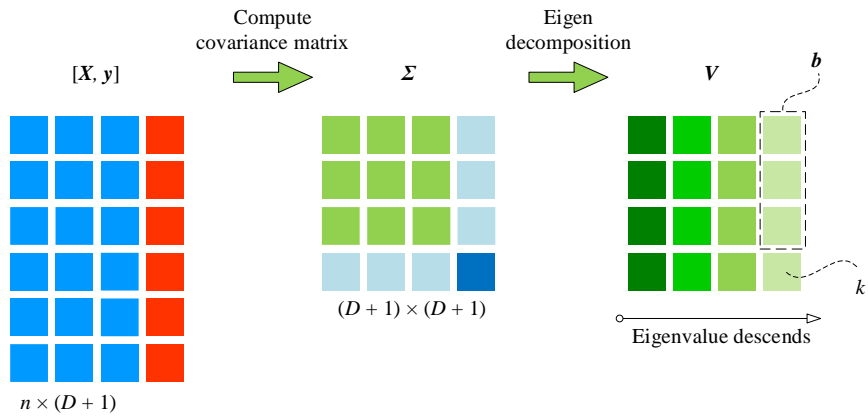 Compute
covariance matrix
Eigen
decomposition
[X, y]
Σ
V
b
k
(D + 1) × (D + 1)
Eigenvalue descends
n × (D + 1)